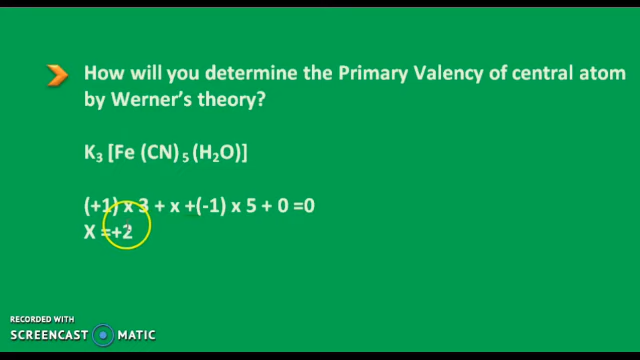 How will you determine the Primary Valency of central atom
by Werner's theory?
K₃ [Fe (CN) ₅ (H₂O)]
(+1) x 3 + x +(-1) x 5 + 0 =0
X =+2
RECORDED WITH
SCREENCAST MATIC